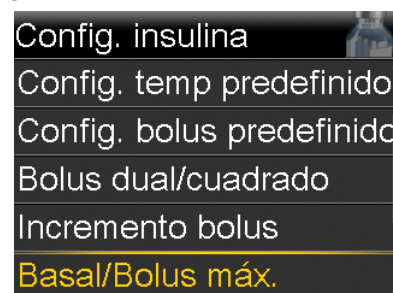 Config. insulina
Config. temp predefinido
Config. bolus predefinido
Bolus dual/cuadrado
Incremento bolus
Basal/Bolus máx.